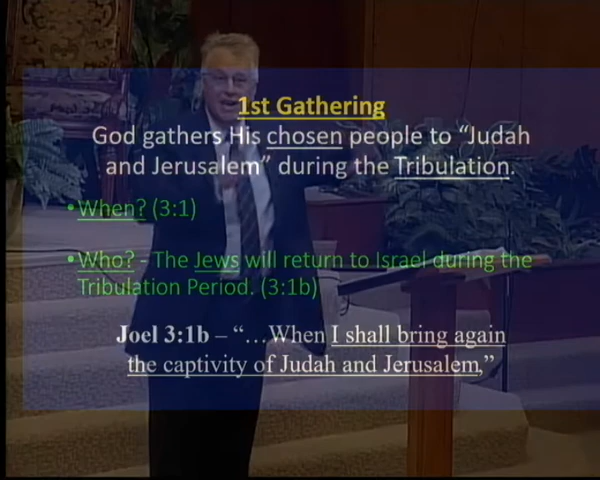 1st Gathering
God gathers His chosen people to “Judah
and Jerusalem” during the Tribulation.
• When? (3:1)
• Who? - The Jews will return to Israel during the
Tribulation Period. (3:1b)
Joel 3:1b – “…When I shall bring again
the captivity of Judah and Jerusalem,”